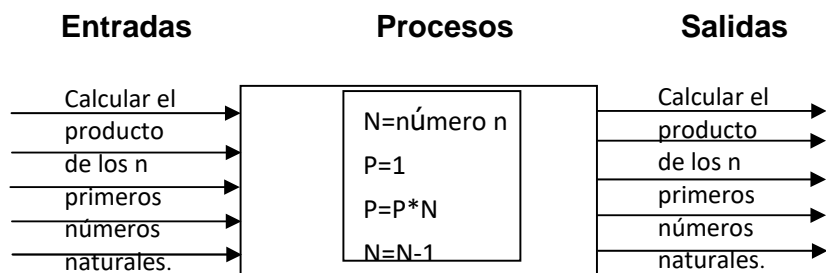 Entradas Procesos Salidas
Calcular el
producto
de los n
primeros
números
naturales.
N=número n
P=1
P=P*N
N=N-1
Calcular el
producto
de los n
primeros
números
naturales.